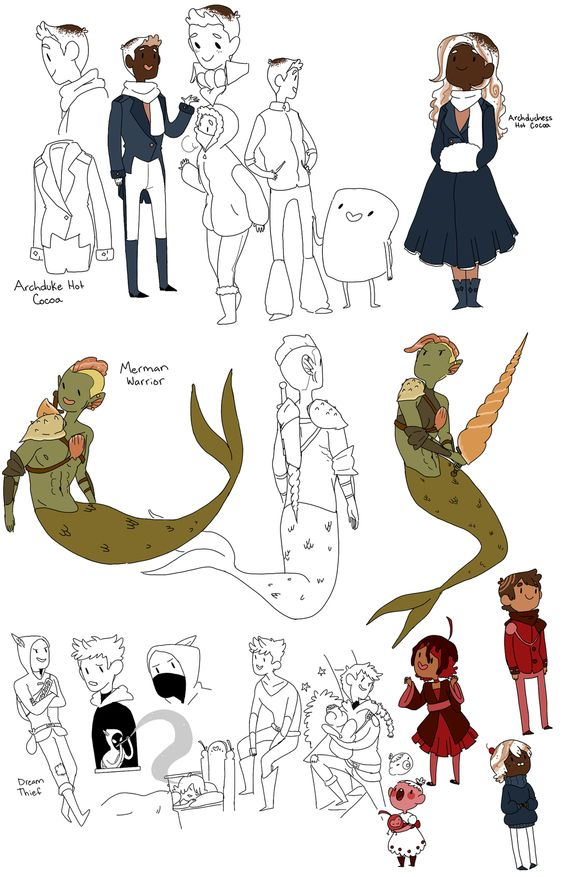 Archduchess
Hot Cocoa
Archduke Hot
Cocoa
Merman
Warrior
Dream
Thief